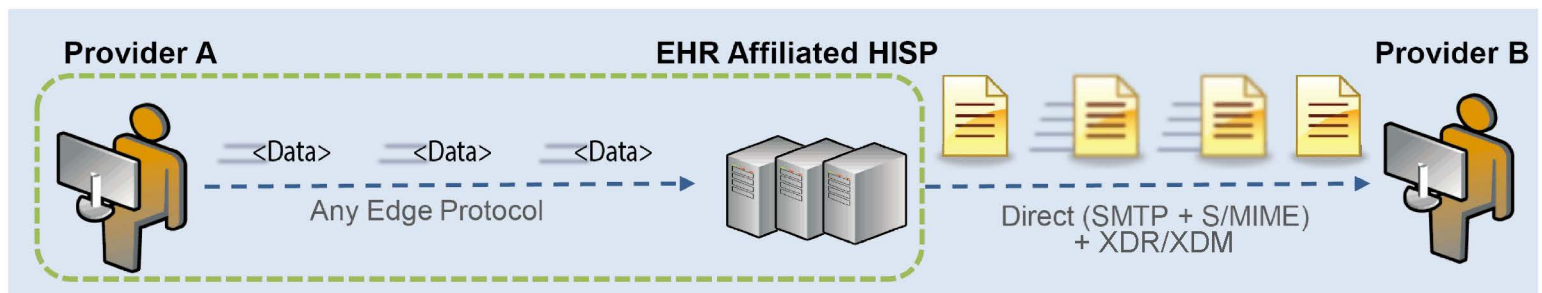 Provider A
EHR Affiliated HISP
Provider B
<Data>
<Data>
<Data>
Any Edge Protocol
Direct (SMTP + S/MIME)
+ XDR/XDM